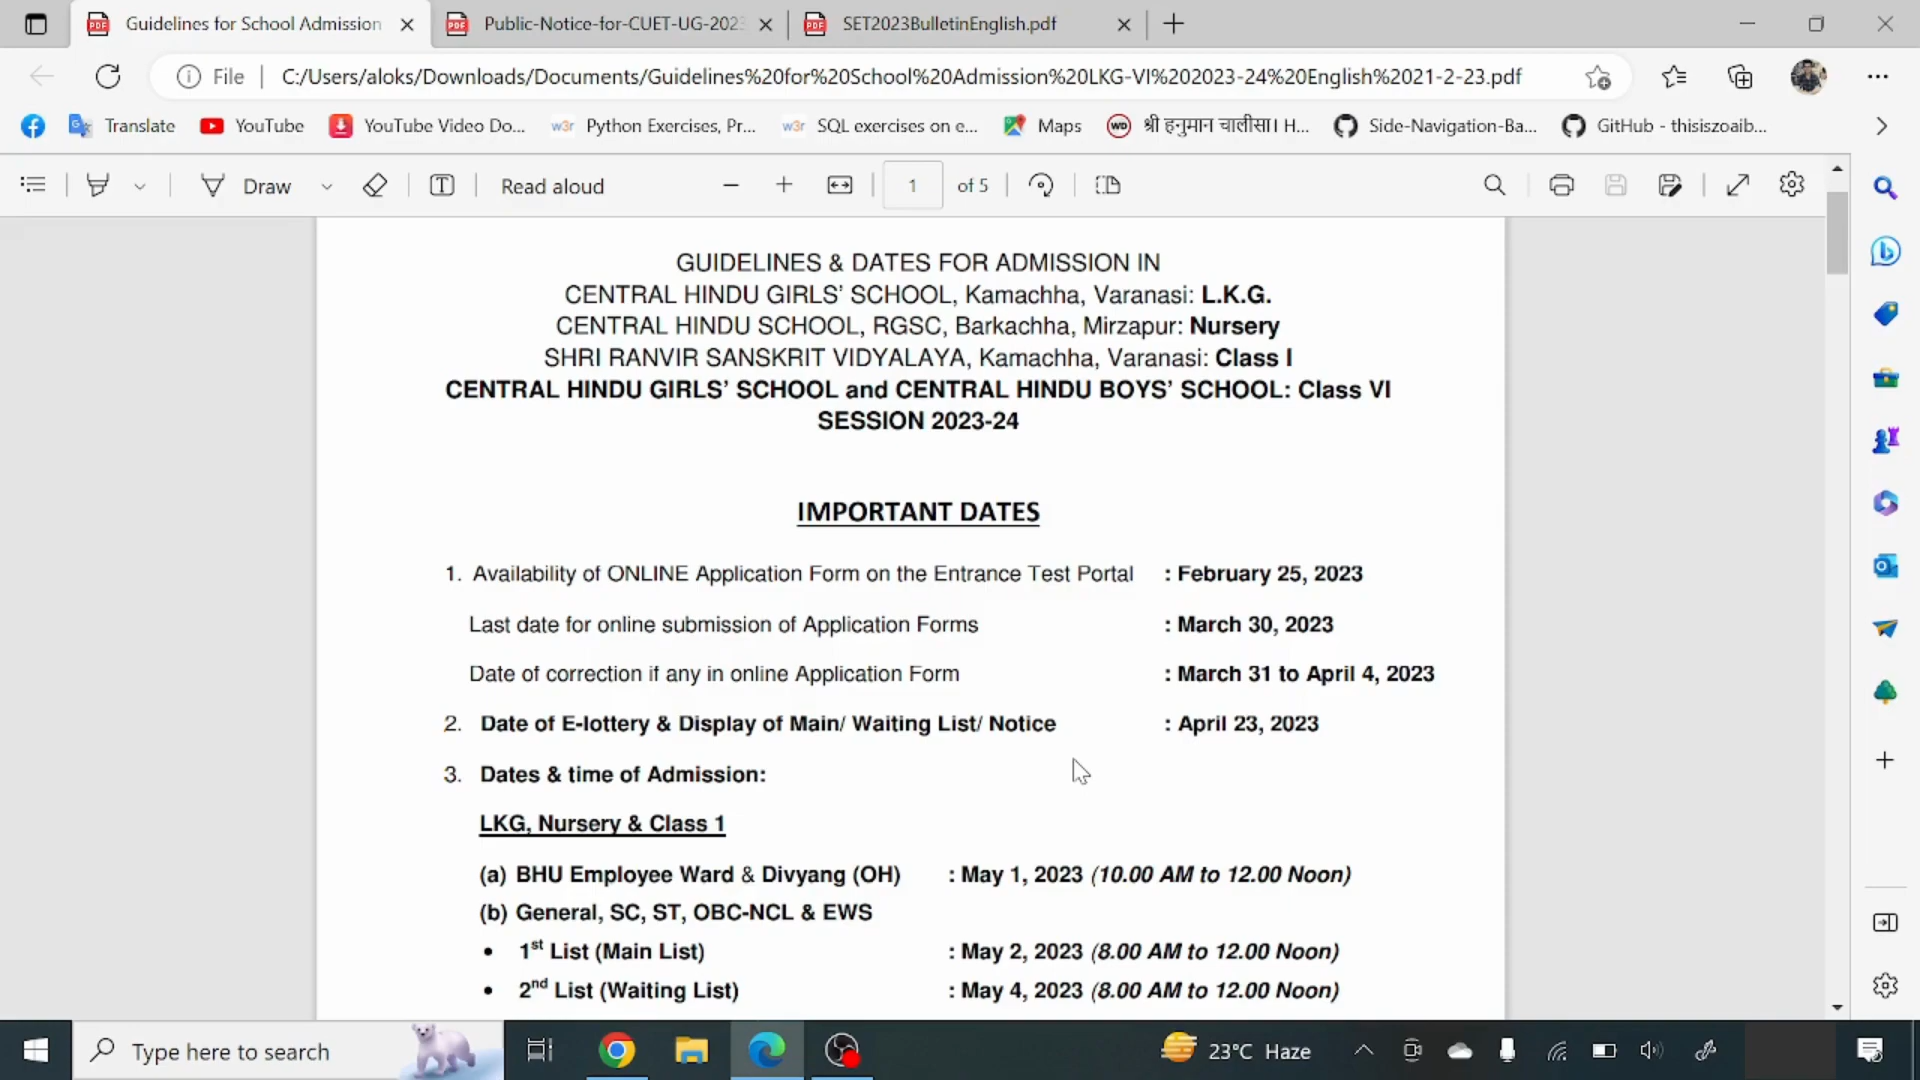 Guidelines for School Admission
Public-Notice-for-CUET-UG-2023
SET2023BulletinEnglish.pdf
File
C:/Users/aloks/Downloads/Documents/Guidelines%20for%20School%20Admission%20LKG-VI%202023-24%20English%2021-2-23.pdf
Translate
YouTube
YouTube Video Do...
Python Exercises, Pr...
SQL exercises on e...
Maps
श्री हनुमान चालीसा। H...
Side-Navigation-Ba...
GitHub - thisiszoaib...
Draw
Read aloud
1 of 5
GUIDELINES & DATES FOR ADMISSION IN
CENTRAL HINDU GIRLS' SCHOOL, Kamachha, Varanasi: L.K.G.
CENTRAL HINDU SCHOOL, RGSC, Barkachha, Mirzapur: Nursery
SHRI RANVIR SANSKRIT VIDYALAYA, Kamachha, Varanasi: Class I
CENTRAL HINDU GIRLS' SCHOOL and CENTRAL HINDU BOYS' SCHOOL: Class VI
SESSION 2023-24
IMPORTANT DATES
1. Availability of ONLINE Application Form on the Entrance Test Portal : February 25, 2023
Last date for online submission of Application Forms : March 30, 2023
Date of correction if any in online Application Form : March 31 to April 4, 2023
2. Date of E-lottery & Display of Main/ Waiting List/ Notice : April 23, 2023
3. Dates & time of Admission:
LKG, Nursery & Class 1
(a) BHU Employee Ward & Divyang (OH) : May 1, 2023 (10.00 AM to 12.00 Noon)
(b) General, SC, ST, OBC-NCL & EWS
• 1st List (Main List) : May 2, 2023 (8.00 AM to 12.00 Noon)
• 2nd List (Waiting List) : May 4, 2023 (8.00 AM to 12.00 Noon)
Type here to search
23°C Haze